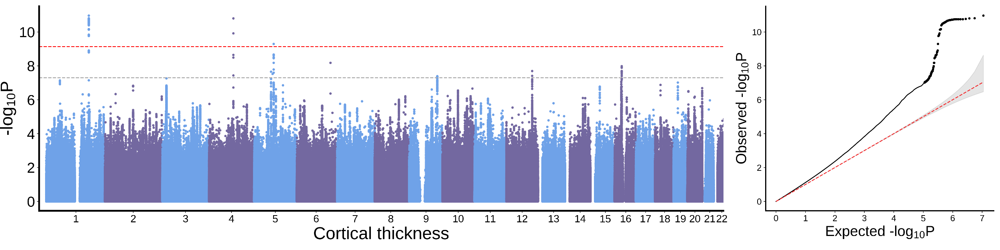 -log10P
10
8
6
4
2
0
1 2 3 4 5 6 7 8 9 10 11 12 13 14 15 16 17 18 19 20 21 22
Cortical thickness
Observed -log10P
10
8
6
4
2
0
0 1 2 3 4 5 6 7
Expected -log10P